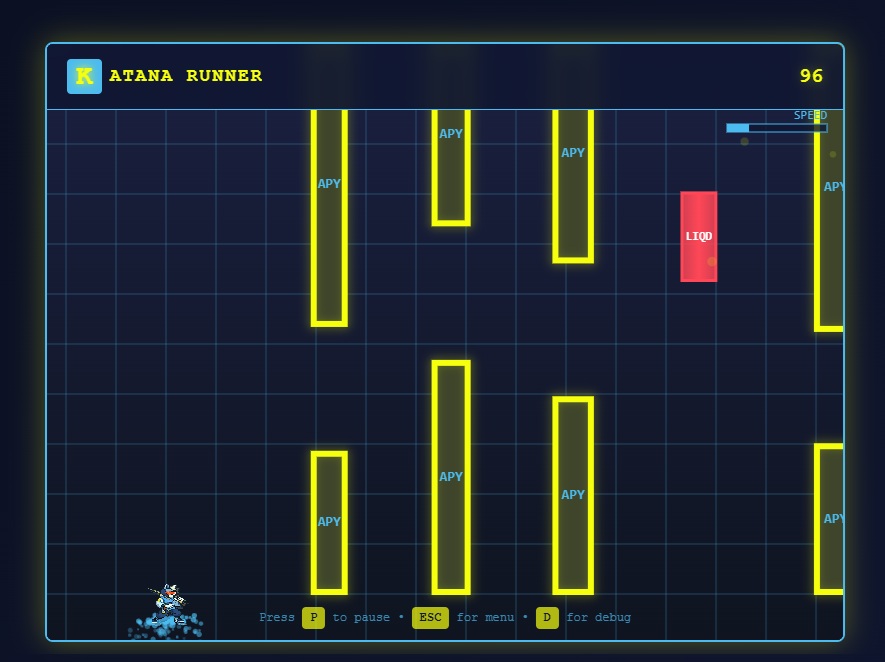 K ATANA RUNNER 96
SPEED
APY
APY
APY
APY
LIQD
APY
APY
APY
APY
Press P to pause • ESC for menu • D for debug